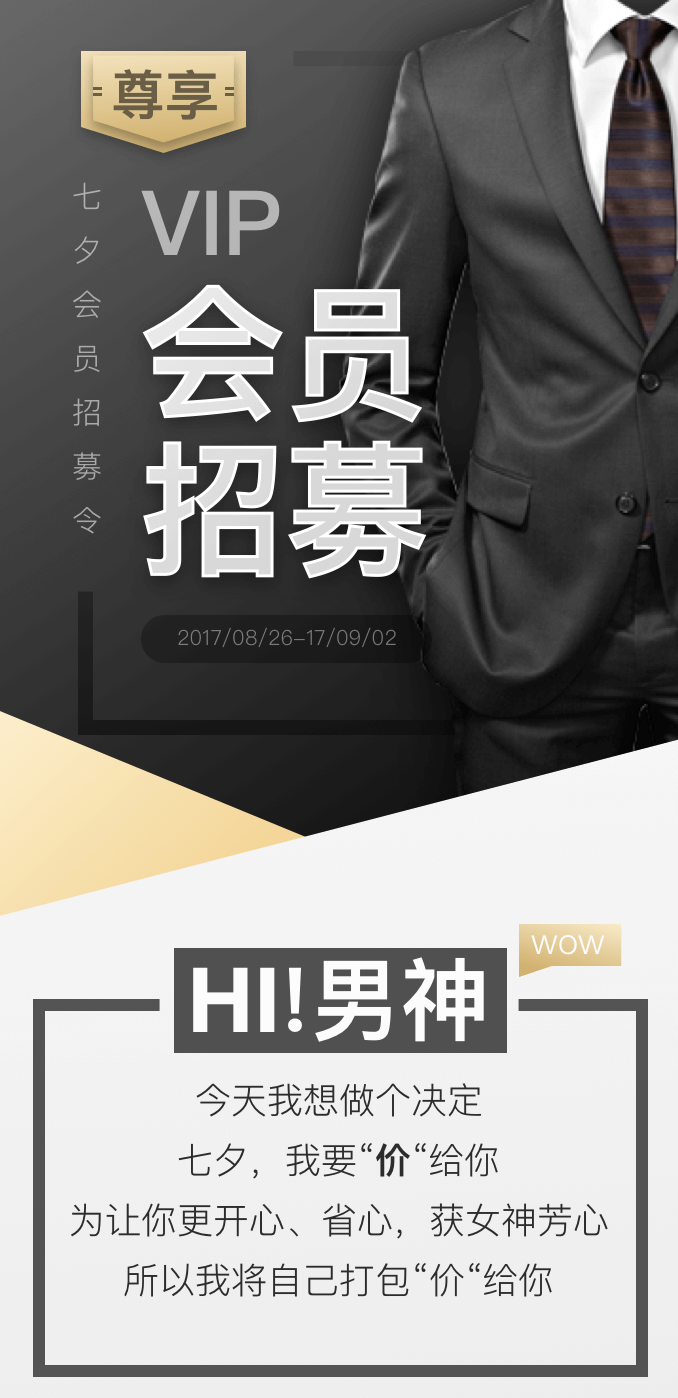 尊享
七夕会员招募令
VIP
会员
招募
2017/08/26-17/09/02
WOW
HI!男神
今天我想做个决定
七夕，我要“价“给你
为让你更开心、省心，获女神芳心
所以我将自己打包“价“给你